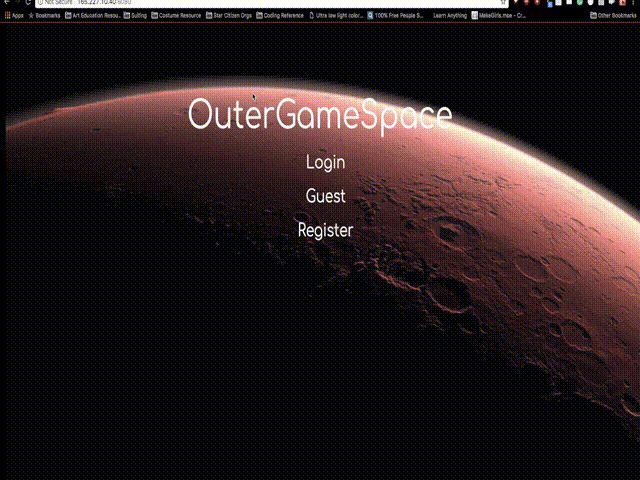 Not Secure 165.227.10.40:8080
Apps Bookmarks Art Education Resou... Suiting Costume Resource Star Citizen Orgs Coding Reference Ultra low light color... 100% Free People S... Learn Anything MakeGirls.moe - Cr... Other Bookmarks
OuterGameSpace
Login
Guest
Register